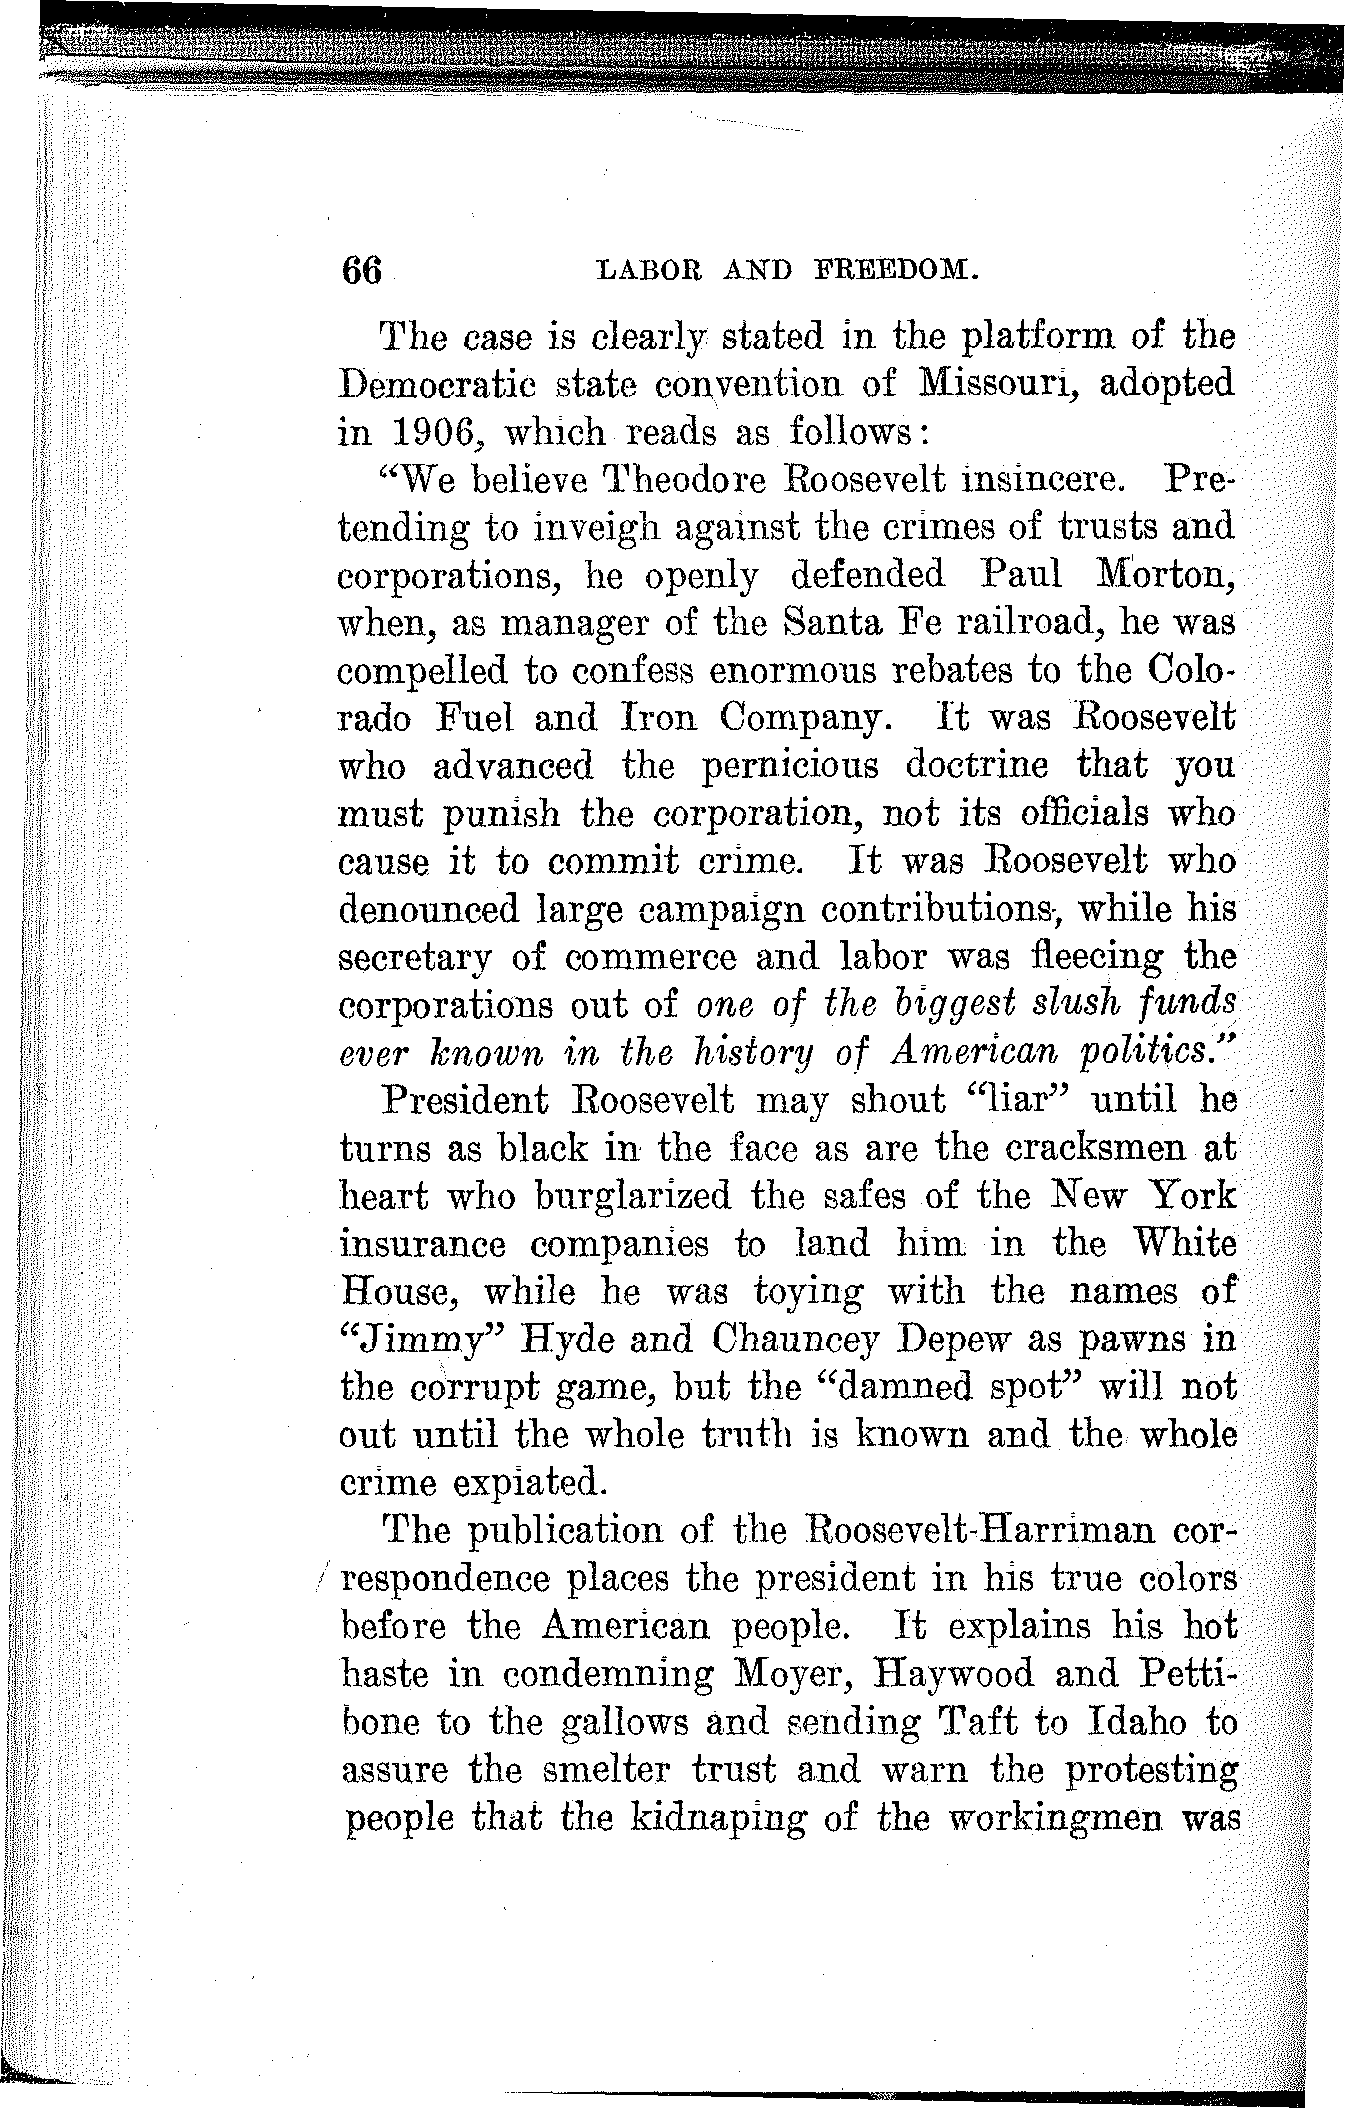 66 LABOR AND FREEDOM.
The case is clearly stated in the platform of the
Democratic state convention of Missouri, adopted
in 1906, which reads as follows:
“We believe Theodore Roosevelt insincere. Pre-
tending to inveigh against the crimes of trusts and
corporations, he openly defended Paul Morton,
when, as manager of the Santa Fe railroad, he was
compelled to confess enormous rebates to the Colo-
rado Fuel and Iron Company. It was Roosevelt
who advanced the pernicious doctrine that you
must punish the corporation, not its officials who
cause it to commit crime. It was Roosevelt who
denounced large campaign contributions, while his
secretary of commerce and labor was fleecing the
corporations out of one of the biggest slush funds
ever known in the history of American politics.”
President Roosevelt may shout “liar” until he
turns as black in the face as are the cracksmen at
heart who burglarized the safes of the New York
insurance companies to land him in the White
House, while he was toying with the names of
“Jimmy” Hyde and Chauncey Depew as pawns in
the corrupt game, but the “damned spot” will not
out until the whole truth is known and the whole
crime expiated.
The publication of the Roosevelt-Harriman cor-
respondence places the president in his true colors
before the American people. It explains his hot
haste in condemning Moyer, Haywood and Petti-
bone to the gallows and sending Taft to Idaho to
assure the smelter trust and warn the protesting
people that the kidnaping of the workingmen was